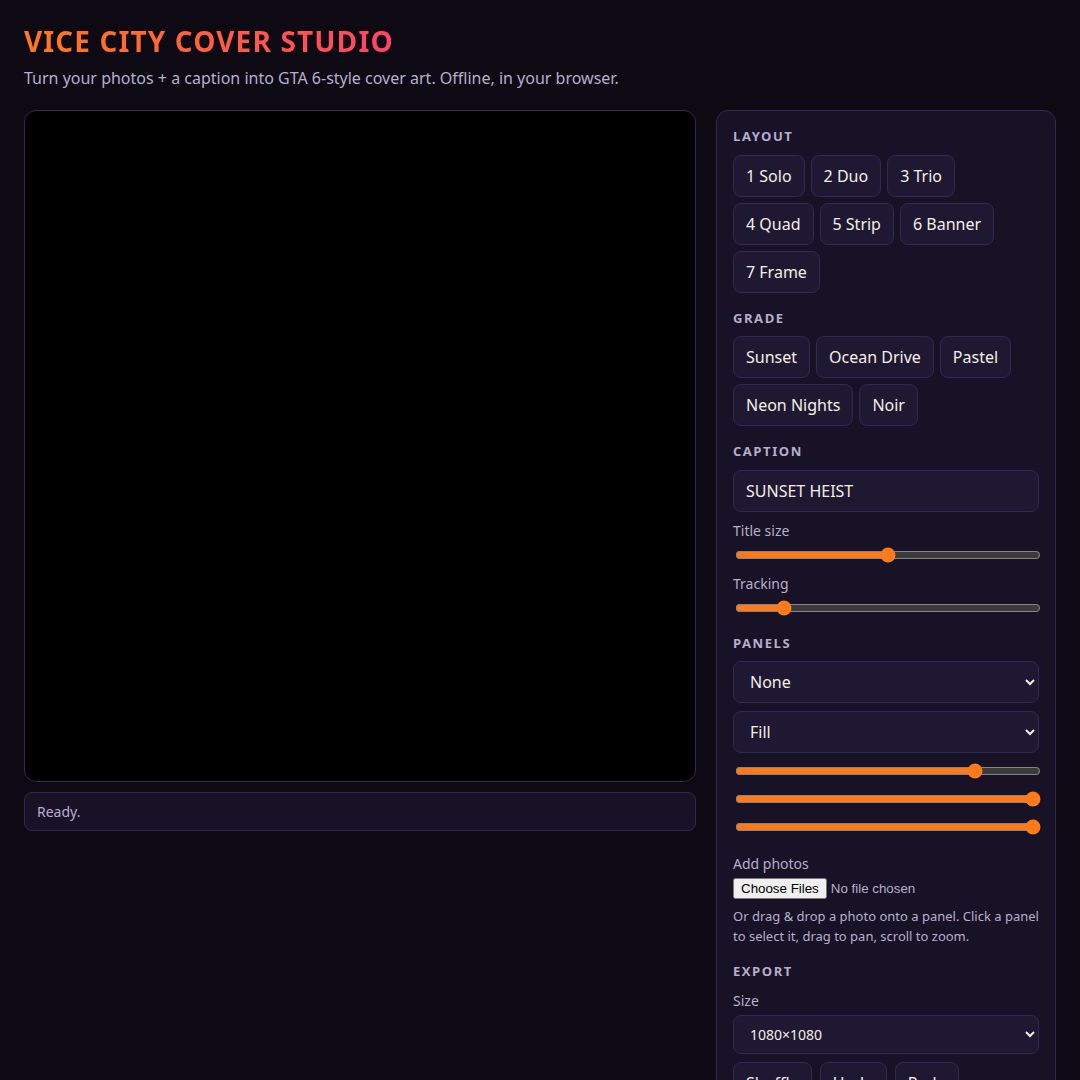 VICE CITY COVER STUDIO
Turn your photos + a caption into GTA 6-style cover art. Offline, in your browser.
Ready.
LAYOUT
1 Solo
2 Duo
3 Trio
4 Quad
5 Strip
6 Banner
7 Frame
GRADE
Sunset
Ocean Drive
Pastel
Neon Nights
Noir
CAPTION
SUNSET HEIST
Title size
Tracking
PANELS
None
Fill
Add photos
Choose Files No file chosen
Or drag & drop a photo onto a panel. Click a panel
to select it, drag to pan, scroll to zoom.
EXPORT
Size
1080×1080